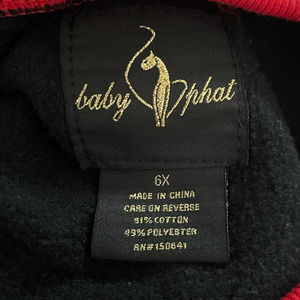 baby phat
6X
MADE IN CHINA
CARE ON REVERSE
51% COTTON
49% POLYESTER
RN#150641